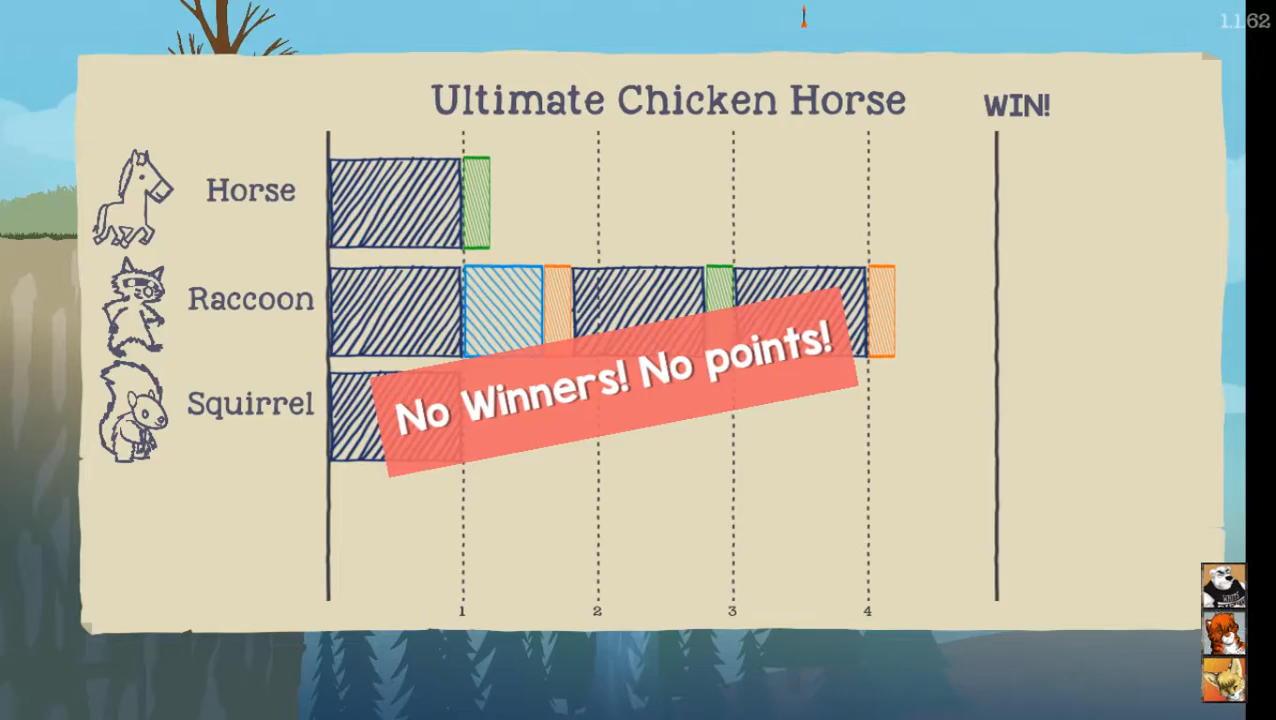 1.1.62
Ultimate Chicken Horse
WIN!
Horse
Raccoon
Squirrel
No Winners! No points!
1 2 3 4